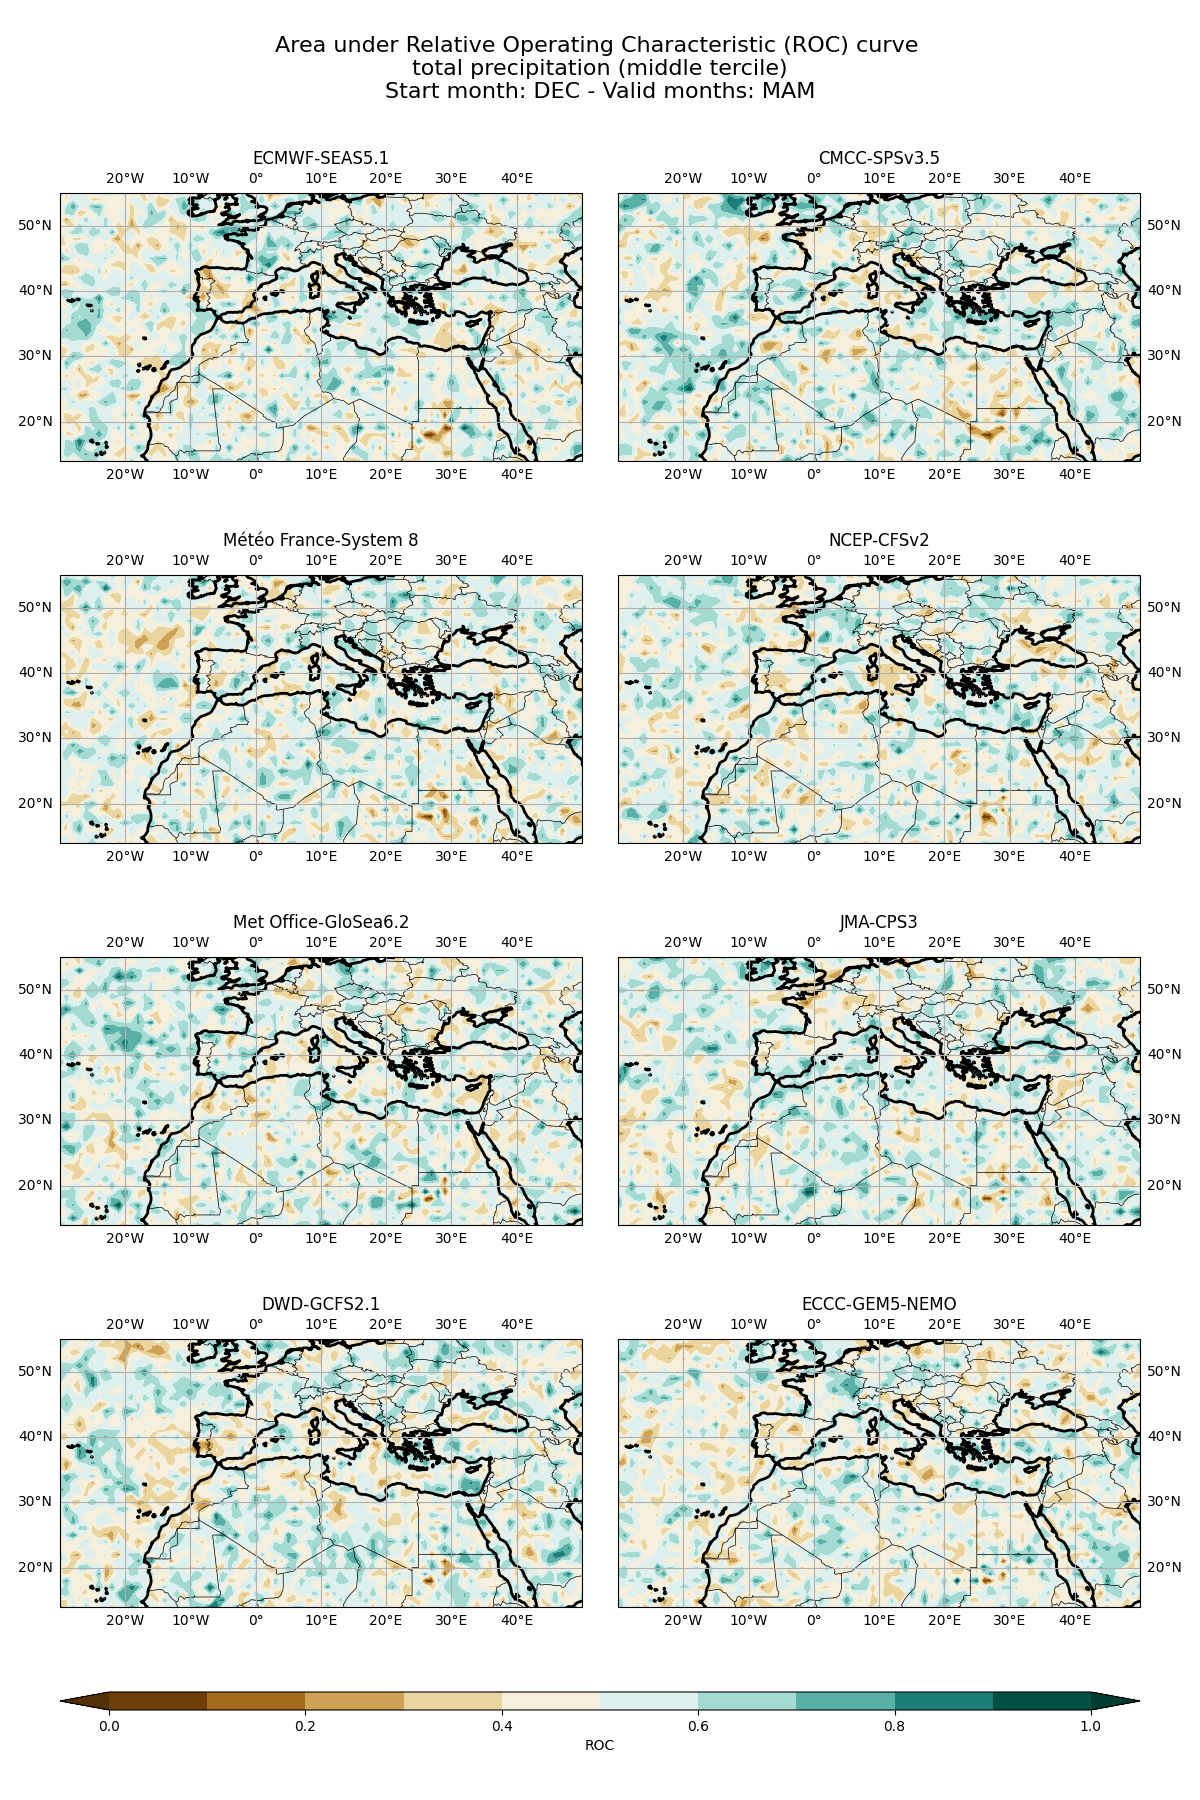 Area under Relative Operating Characteristic (ROC) curve
total precipitation (middle tercile)
Start month: DEC - Valid months: MAM
ECMWF-SEAS5.1
20°W 10°W 0° 10°E 20°E 30°E 40°E
50°N
40°N
30°N
20°N
20°W 10°W 0° 10°E 20°E 30°E 40°E
CMCC-SPSv3.5
20°W 10°W 0° 10°E 20°E 30°E 40°E
50°N
40°N
30°N
20°N
20°W 10°W 0° 10°E 20°E 30°E 40°E
Météo France-System 8
20°W 10°W 0° 10°E 20°E 30°E 40°E
50°N
40°N
30°N
20°N
20°W 10°W 0° 10°E 20°E 30°E 40°E
NCEP-CFSv2
20°W 10°W 0° 10°E 20°E 30°E 40°E
50°N
40°N
30°N
20°N
20°W 10°W 0° 10°E 20°E 30°E 40°E
Met Office-GloSea6.2
20°W 10°W 0° 10°E 20°E 30°E 40°E
50°N
40°N
30°N
20°N
20°W 10°W 0° 10°E 20°E 30°E 40°E
JMA-CPS3
20°W 10°W 0° 10°E 20°E 30°E 40°E
50°N
40°N
30°N
20°N
20°W 10°W 0° 10°E 20°E 30°E 40°E
DWD-GCFS2.1
20°W 10°W 0° 10°E 20°E 30°E 40°E
50°N
40°N
30°N
20°N
20°W 10°W 0° 10°E 20°E 30°E 40°E
ECCC-GEM5-NEMO
20°W 10°W 0° 10°E 20°E 30°E 40°E
50°N
40°N
30°N
20°N
20°W 10°W 0° 10°E 20°E 30°E 40°E
0.0 0.2 0.4 0.6 0.8 1.0
ROC